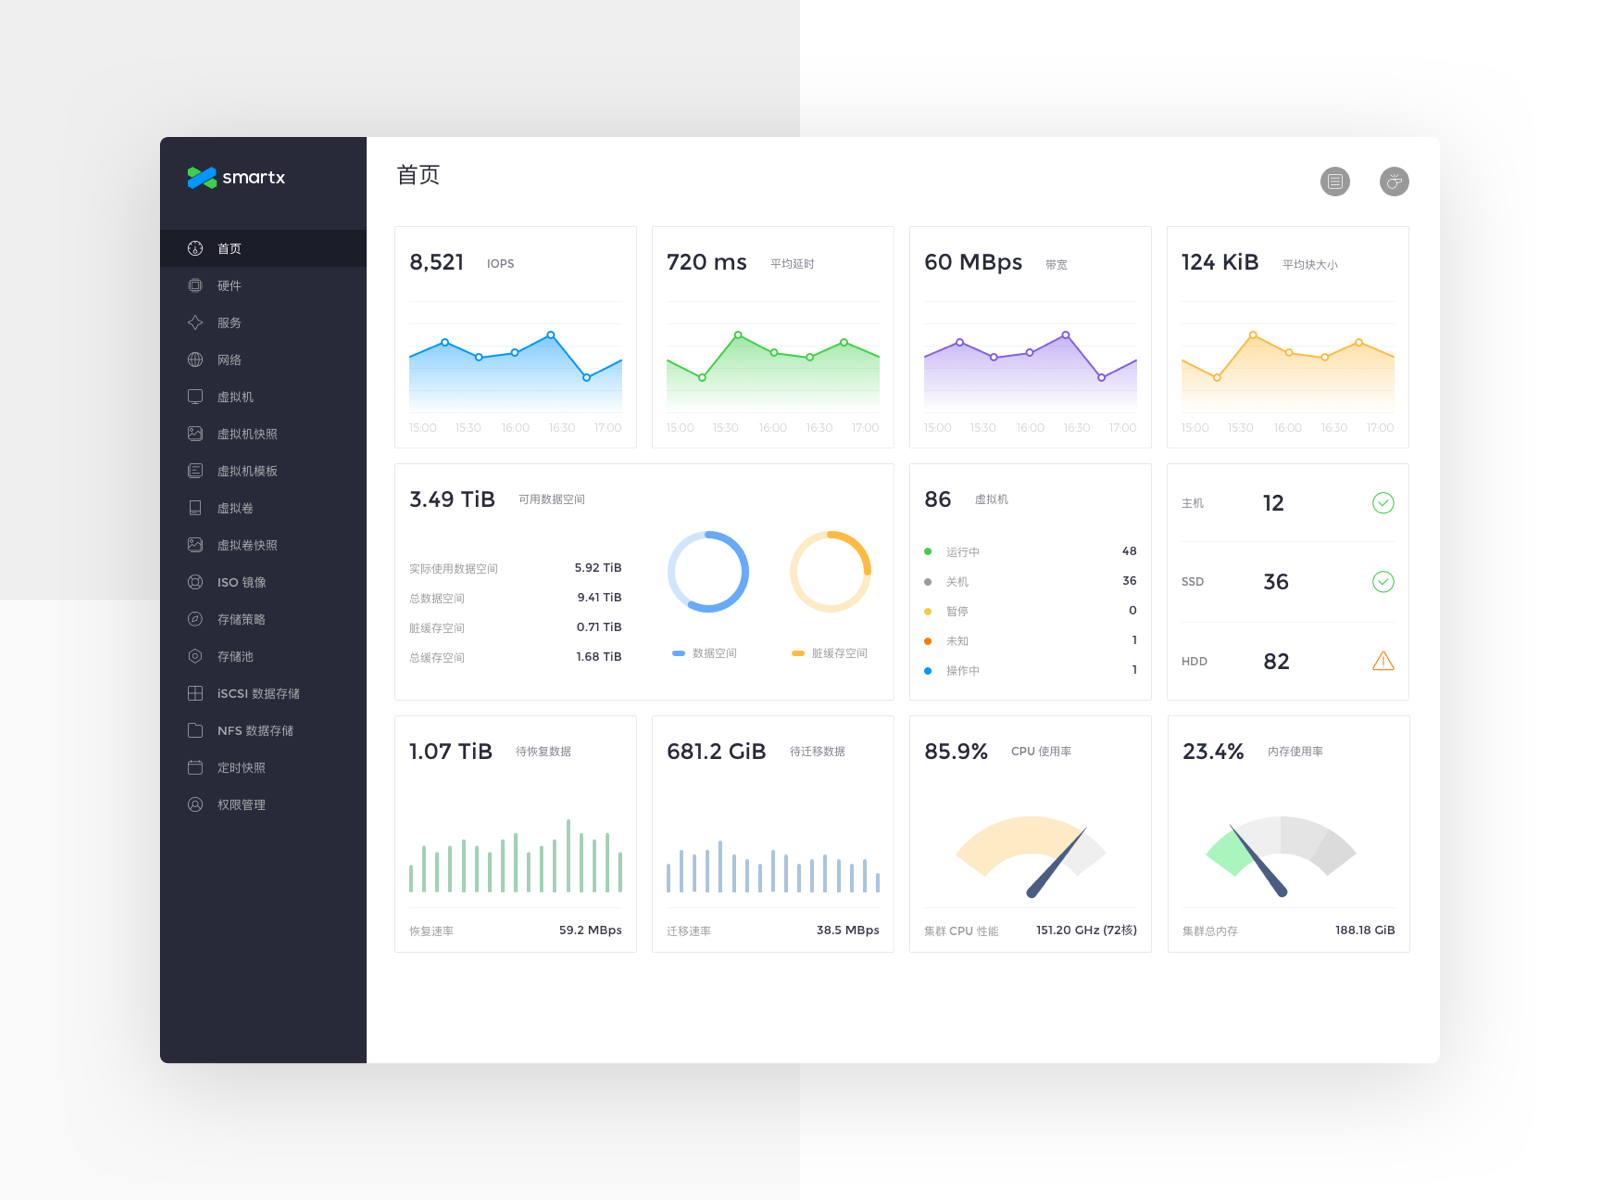 smartx
首页
硬件
服务
网络
虚拟机
虚拟机快照
虚拟机模板
虚拟卷
虚拟卷快照
ISO 镜像
存储策略
存储池
iSCSI 数据存储
NFS 数据存储
定时快照
权限管理
首页
8,521 IOPS
15:00 15:30 16:00 16:30 17:00
720 ms 平均延时
15:00 15:30 16:00 16:30 17:00
60 MBps 带宽
15:00 15:30 16:00 16:30 17:00
124 KiB 平均块大小
15:00 15:30 16:00 16:30 17:00
3.49 TiB 可用数据空间
实际使用数据空间 5.92 TiB
总数据空间 9.41 TiB
脏缓存空间 0.71 TiB
总缓存空间 1.68 TiB
数据空间 脏缓存空间
86 虚拟机
运行中 48
关机 36
暂停 0
未知 1
操作中 1
主机 12
SSD 36
HDD 82
1.07 TiB 待恢复数据
恢复速率 59.2 MBps
681.2 GiB 待迁移数据
迁移速率 38.5 MBps
85.9% CPU 使用率
集群 CPU 性能 151.20 GHz (72核)
23.4% 内存使用率
集群总内存 188.18 GiB